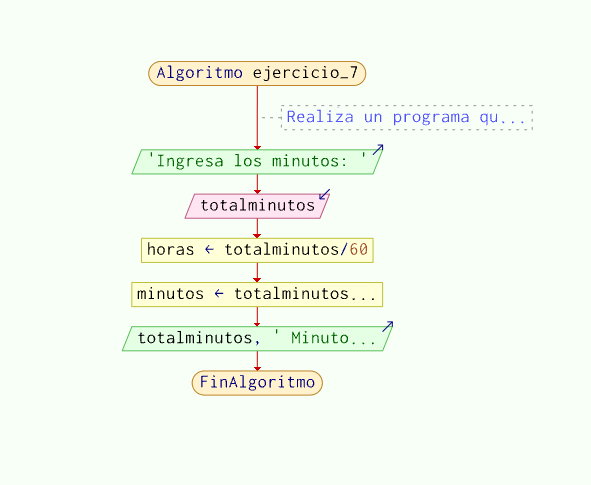 Algoritmo ejercicio_7
Realiza un programa qu...
'Ingresa los minutos: '
totalminutos
horas ← totalminutos/60
minutos ← totalminutos...
totalminutos, ' Minuto...
FinAlgoritmo